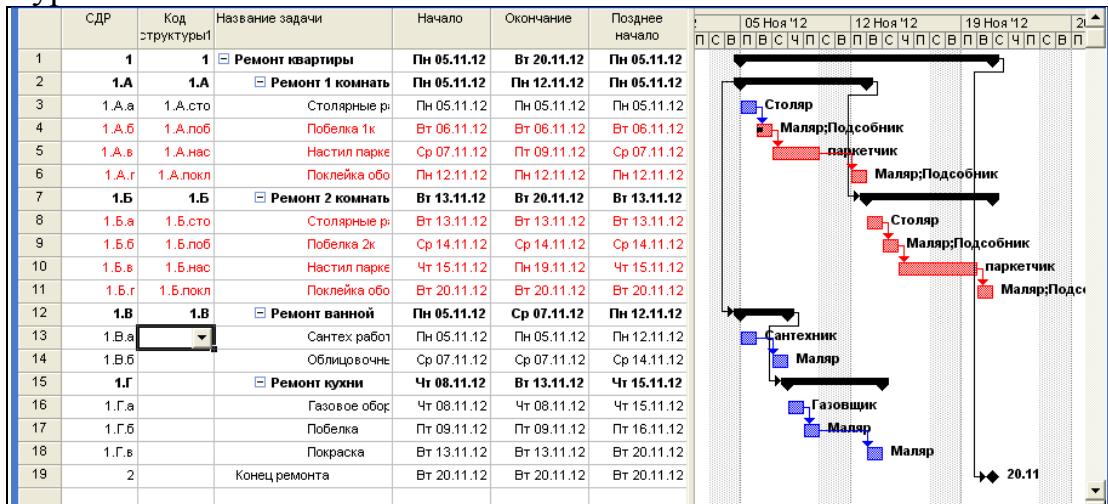 СДР Код структуры1 Название задачи Начало Окончание Позднее начало 05 Ноя '12 12 Ноя '12 19 Ноя '12
П С В П В С Ч П С В П В С Ч П С В П В С Ч П С В П
1 1 1 Ремонт квартиры Пн 05.11.12 Вт 20.11.12 Пн 05.11.12
2 1.А 1.А Ремонт 1 комнать Пн 05.11.12 Пн 12.11.12 Пн 05.11.12
3 1.А.а 1.А.сто Столярные р Пн 05.11.12 Пн 05.11.12 Пн 05.11.12 Столяр
4 1.А.б 1.А.поб Побелка 1к Вт 06.11.12 Вт 06.11.12 Вт 06.11.12 Маляр;Подсобник
5 1.А.в 1.А.нас Настил парке Ср 07.11.12 Пт 09.11.12 Ср 07.11.12 паркетчик
6 1.А.г 1.А.покл Поклейка обо Пн 12.11.12 Пн 12.11.12 Пн 12.11.12 Маляр;Подсобник
7 1.Б 1.Б Ремонт 2 комнать Вт 13.11.12 Вт 20.11.12 Вт 13.11.12
8 1.Б.а 1.Б.сто Столярные р Вт 13.11.12 Вт 13.11.12 Вт 13.11.12 Столяр
9 1.Б.б 1.Б.поб Побелка 2к Ср 14.11.12 Ср 14.11.12 Ср 14.11.12 Маляр;Подсобник
10 1.Б.в 1.Б.нас Настил парке Чт 15.11.12 Пн 19.11.12 Чт 15.11.12 паркетчик
11 1.Б.г 1.Б.покл Поклейка обо Вт 20.11.12 Вт 20.11.12 Вт 20.11.12 Маляр;Подсо
12 1.В 1.В Ремонт ванной Пн 05.11.12 Ср 07.11.12 Пн 12.11.12
13 1.В.а Сантех работ Пн 05.11.12 Пн 05.11.12 Пн 12.11.12 Сантехник
14 1.В.б Облицовочнь Ср 07.11.12 Ср 07.11.12 Ср 14.11.12 Маляр
15 1.Г Ремонт кухни Чт 08.11.12 Вт 13.11.12 Чт 15.11.12
16 1.Г.а Газовое обор Чт 08.11.12 Чт 08.11.12 Чт 15.11.12 Газовщик
17 1.Г.б Побелка Пт 09.11.12 Пт 09.11.12 Пт 16.11.12 Маляр
18 1.Г.в Покраска Вт 13.11.12 Вт 13.11.12 Вт 20.11.12 Маляр
19 2 Конец ремонта Вт 20.11.12 Вт 20.11.12 Вт 20.11.12 20.11